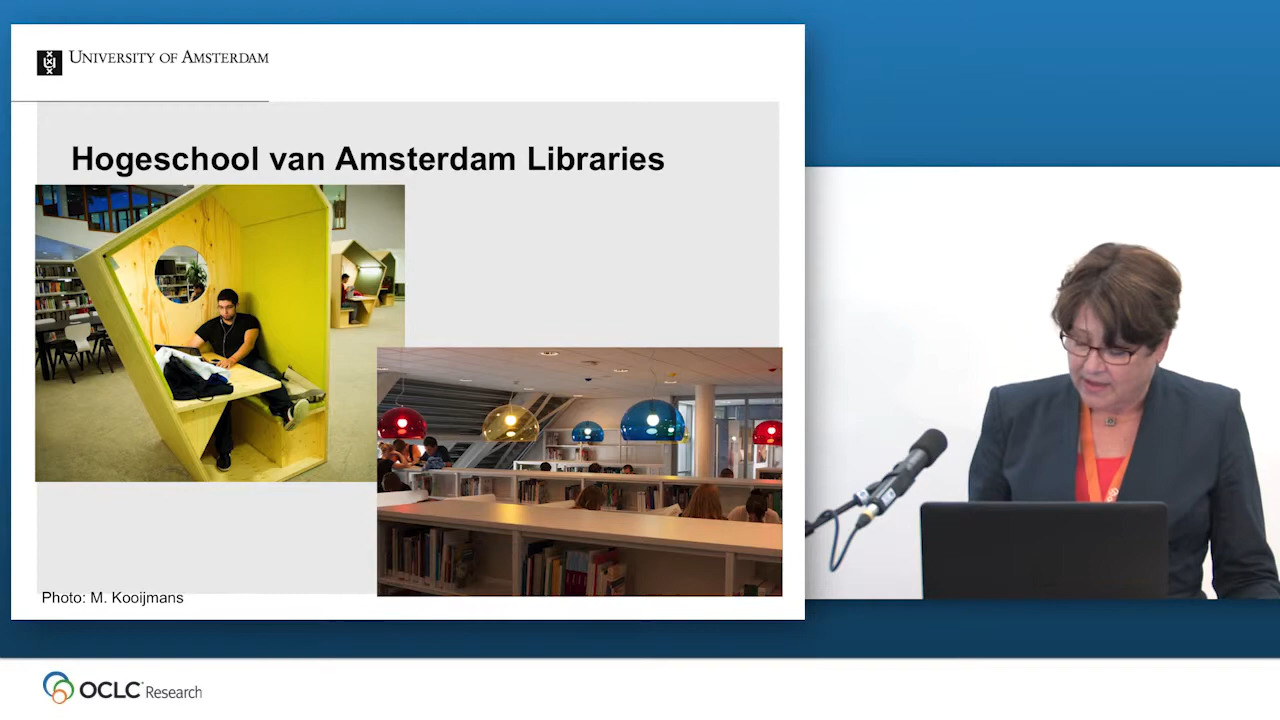 UNIVERSITY OF AMSTERDAM
Hogeschool van Amsterdam Libraries
Photo: M. Kooijmans
OCLC Research